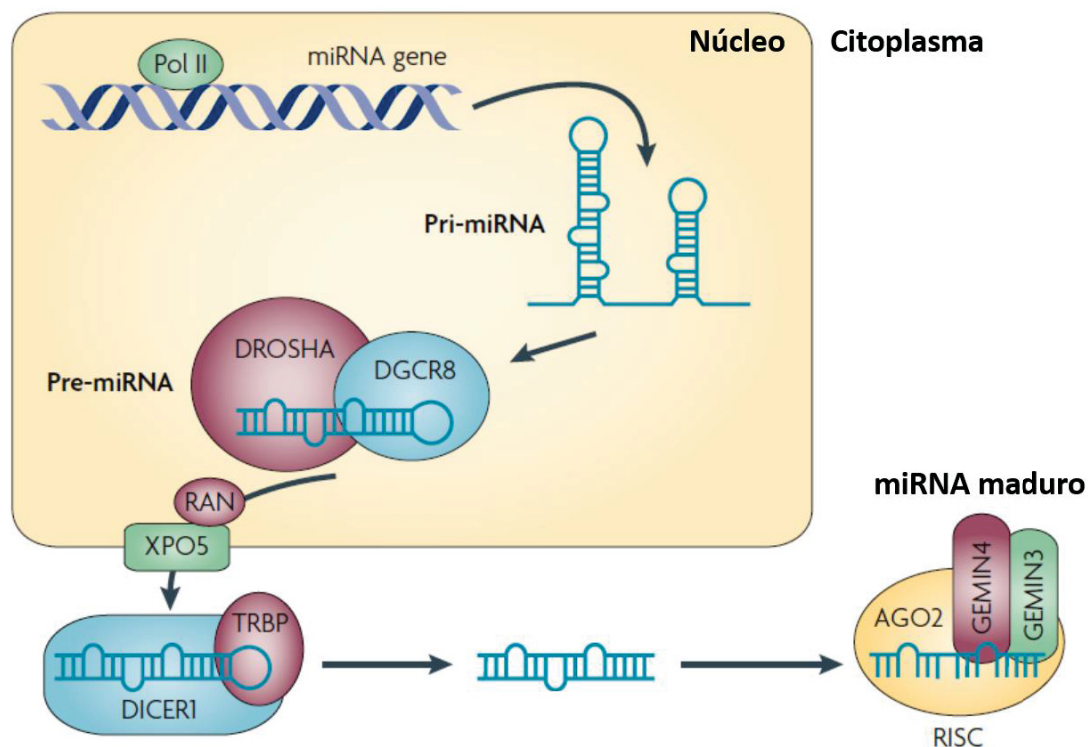 Núcleo
Citoplasma
Pol II
miRNA gene
Pri-miRNA
DROSHA
DGCR8
Pre-miRNA
RAN
XPO5
miRNA maduro
GEMIN4
GEMIN3
AGO2
TRBP
DICER1
RISC